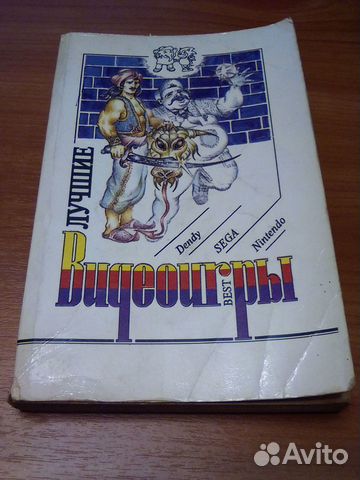 ЛУЧШИЕ
Dendy
SEGA
Nintendo
Видеоигры
BEST
Avito